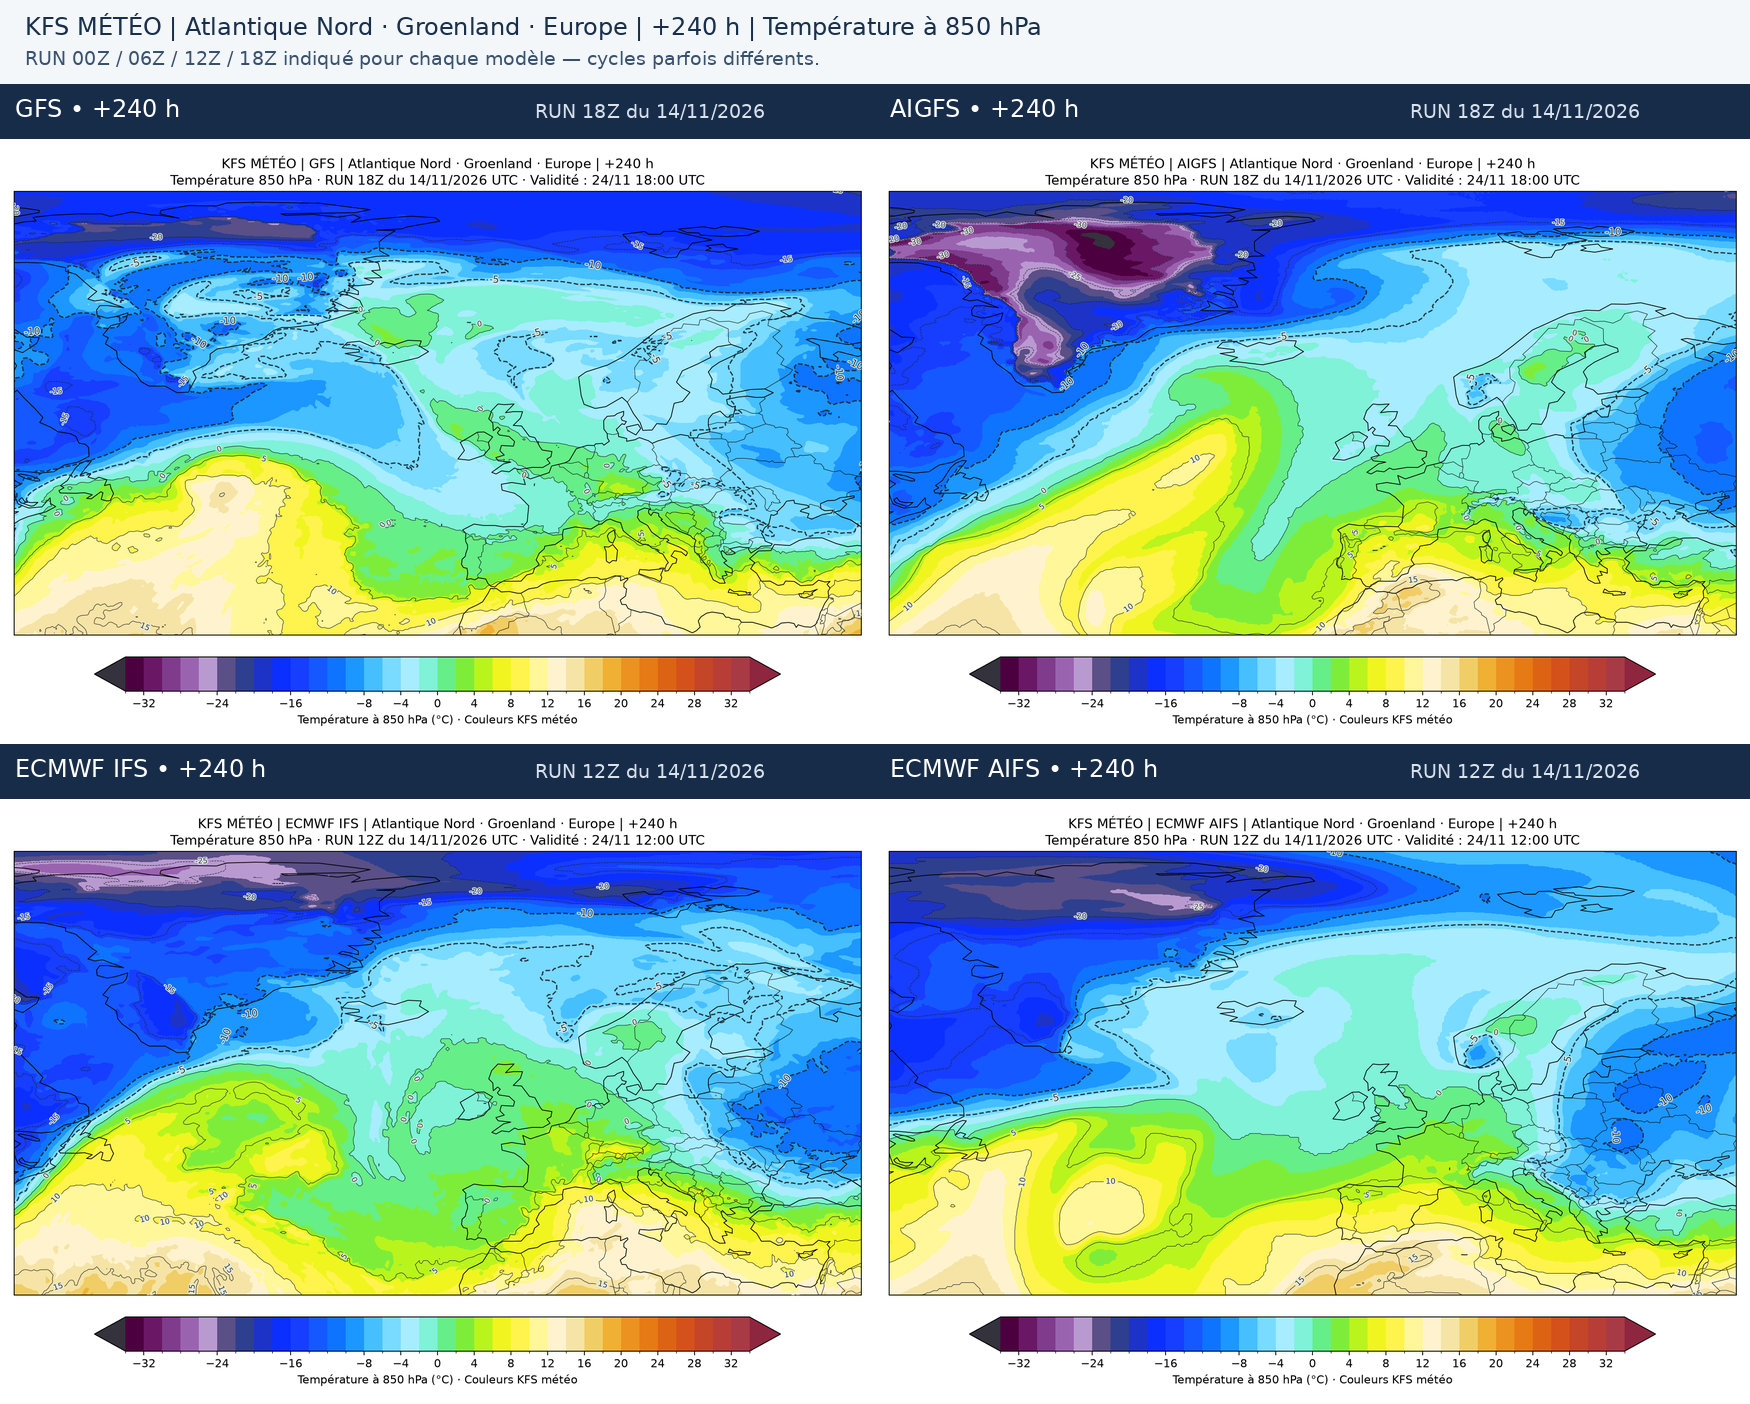 KFS MÉTÉO | Atlantique Nord · Groenland · Europe | +240 h | Température à 850 hPa
RUN 00Z / 06Z / 12Z / 18Z indiqué pour chaque modèle — cycles parfois différents.
GFS • +240 h
RUN 18Z du 14/11/2026
KFS MÉTÉO | GFS | Atlantique Nord · Groenland · Europe | +240 h
Température 850 hPa · RUN 18Z du 14/11/2026 UTC · Validité : 24/11 18:00 UTC
−32 −24 −16 −8 −4 0 4 8 12 16 20 24 28 32
Température à 850 hPa (°C) · Couleurs KFS météo
AIGFS • +240 h
RUN 18Z du 14/11/2026
KFS MÉTÉO | AIGFS | Atlantique Nord · Groenland · Europe | +240 h
Température 850 hPa · RUN 18Z du 14/11/2026 UTC · Validité : 24/11 18:00 UTC
−32 −24 −16 −8 −4 0 4 8 12 16 20 24 28 32
Température à 850 hPa (°C) · Couleurs KFS météo
ECMWF IFS • +240 h
RUN 12Z du 14/11/2026
KFS MÉTÉO | ECMWF IFS | Atlantique Nord · Groenland · Europe | +240 h
Température 850 hPa · RUN 12Z du 14/11/2026 UTC · Validité : 24/11 12:00 UTC
−32 −24 −16 −8 −4 0 4 8 12 16 20 24 28 32
Température à 850 hPa (°C) · Couleurs KFS météo
ECMWF AIFS • +240 h
RUN 12Z du 14/11/2026
KFS MÉTÉO | ECMWF AIFS | Atlantique Nord · Groenland · Europe | +240 h
Température 850 hPa · RUN 12Z du 14/11/2026 UTC · Validité : 24/11 12:00 UTC
−32 −24 −16 −8 −4 0 4 8 12 16 20 24 28 32
Température à 850 hPa (°C) · Couleurs KFS météo